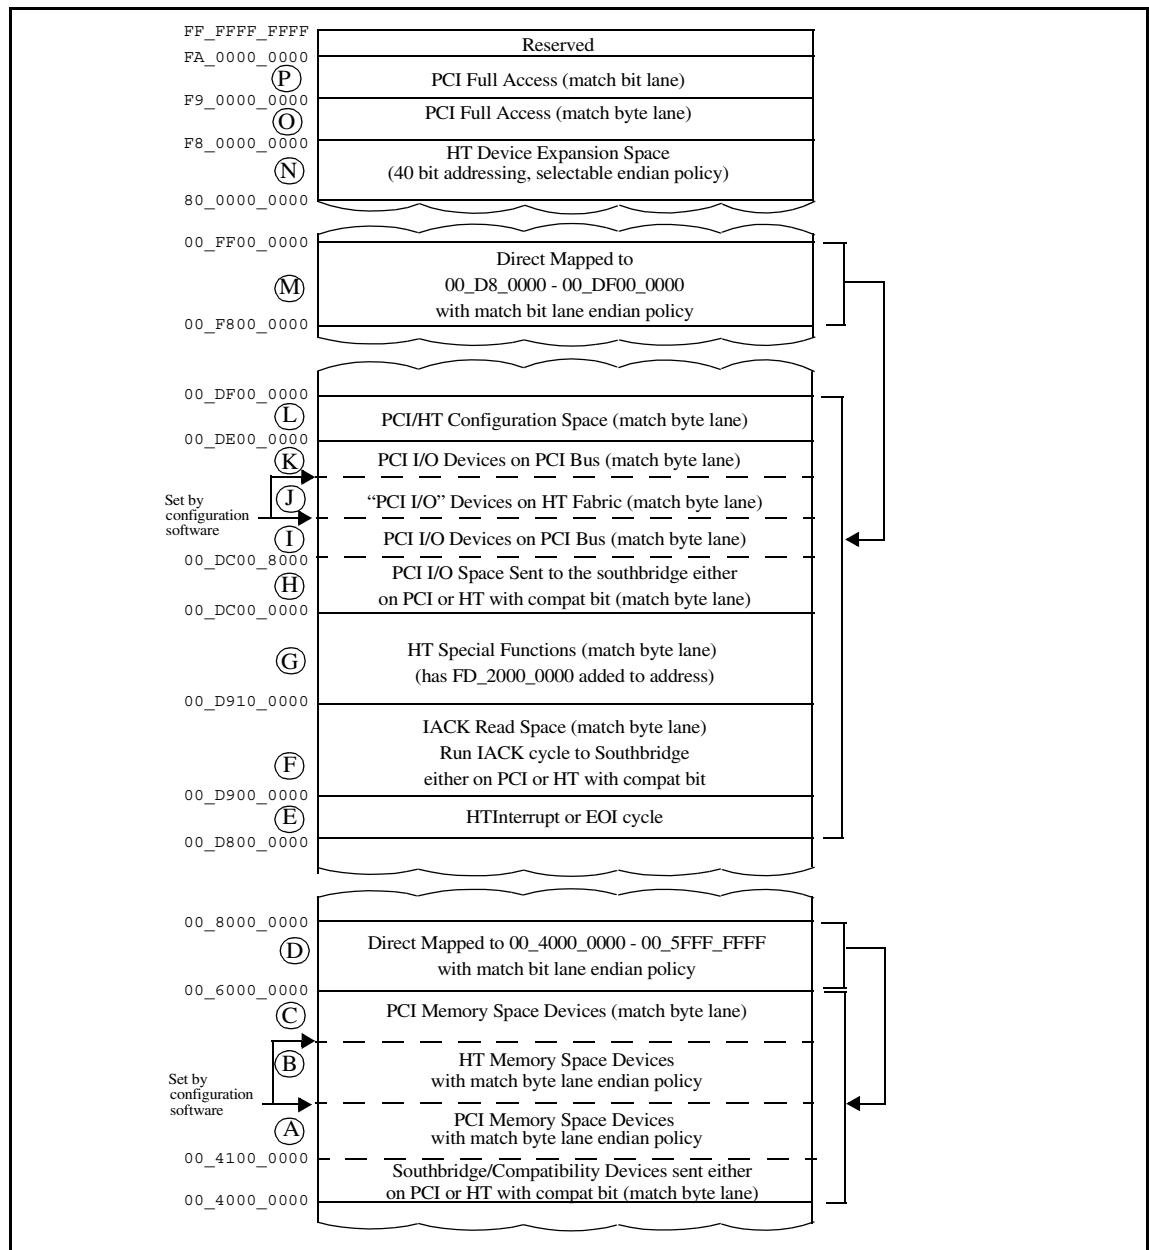 FF_FFFF_FFFF
Reserved
FA_0000_0000
P
PCI Full Access (match bit lane)
F9_0000_0000
PCI Full Access (match byte lane)
O
F8_0000_0000
HT Device Expansion Space
N
(40 bit addressing, selectable endian policy)
80_0000_0000
00_FF00_0000
Direct Mapped to
M
00_D8_0000 - 00_DF00_0000
with match bit lane endian policy
00_F800_0000
00_DF00_0000
L
PCI/HT Configuration Space (match byte lane)
00_DE00_0000
K
PCI I/O Devices on PCI Bus (match byte lane)
J
“PCI I/O” Devices on HT Fabric (match byte lane)
Set by
configuration
software
I
PCI I/O Devices on PCI Bus (match byte lane)
00_DC00_8000
PCI I/O Space Sent to the southbridge either
H
on PCI or HT with compat bit (match byte lane)
00_DC00_0000
HT Special Functions (match byte lane)
G
(has FD_2000_0000 added to address)
00_D910_0000
IACK Read Space (match byte lane)
Run IACK cycle to Southbridge
F
either on PCI or HT with compat bit
00_D900_0000
E
HTInterrupt or EOI cycle
00_D800_0000
00_8000_0000
Direct Mapped to 00_4000_0000 - 00_5FFF_FFFF
D
with match bit lane endian policy
00_6000_0000
C
PCI Memory Space Devices (match byte lane)
B
HT Memory Space Devices
with match byte lane endian policy
Set by
configuration
software
A
PCI Memory Space Devices
with match byte lane endian policy
00_4100_0000
Southbridge/Compatibility Devices sent either
on PCI or HT with compat bit (match byte lane)
00_4000_0000